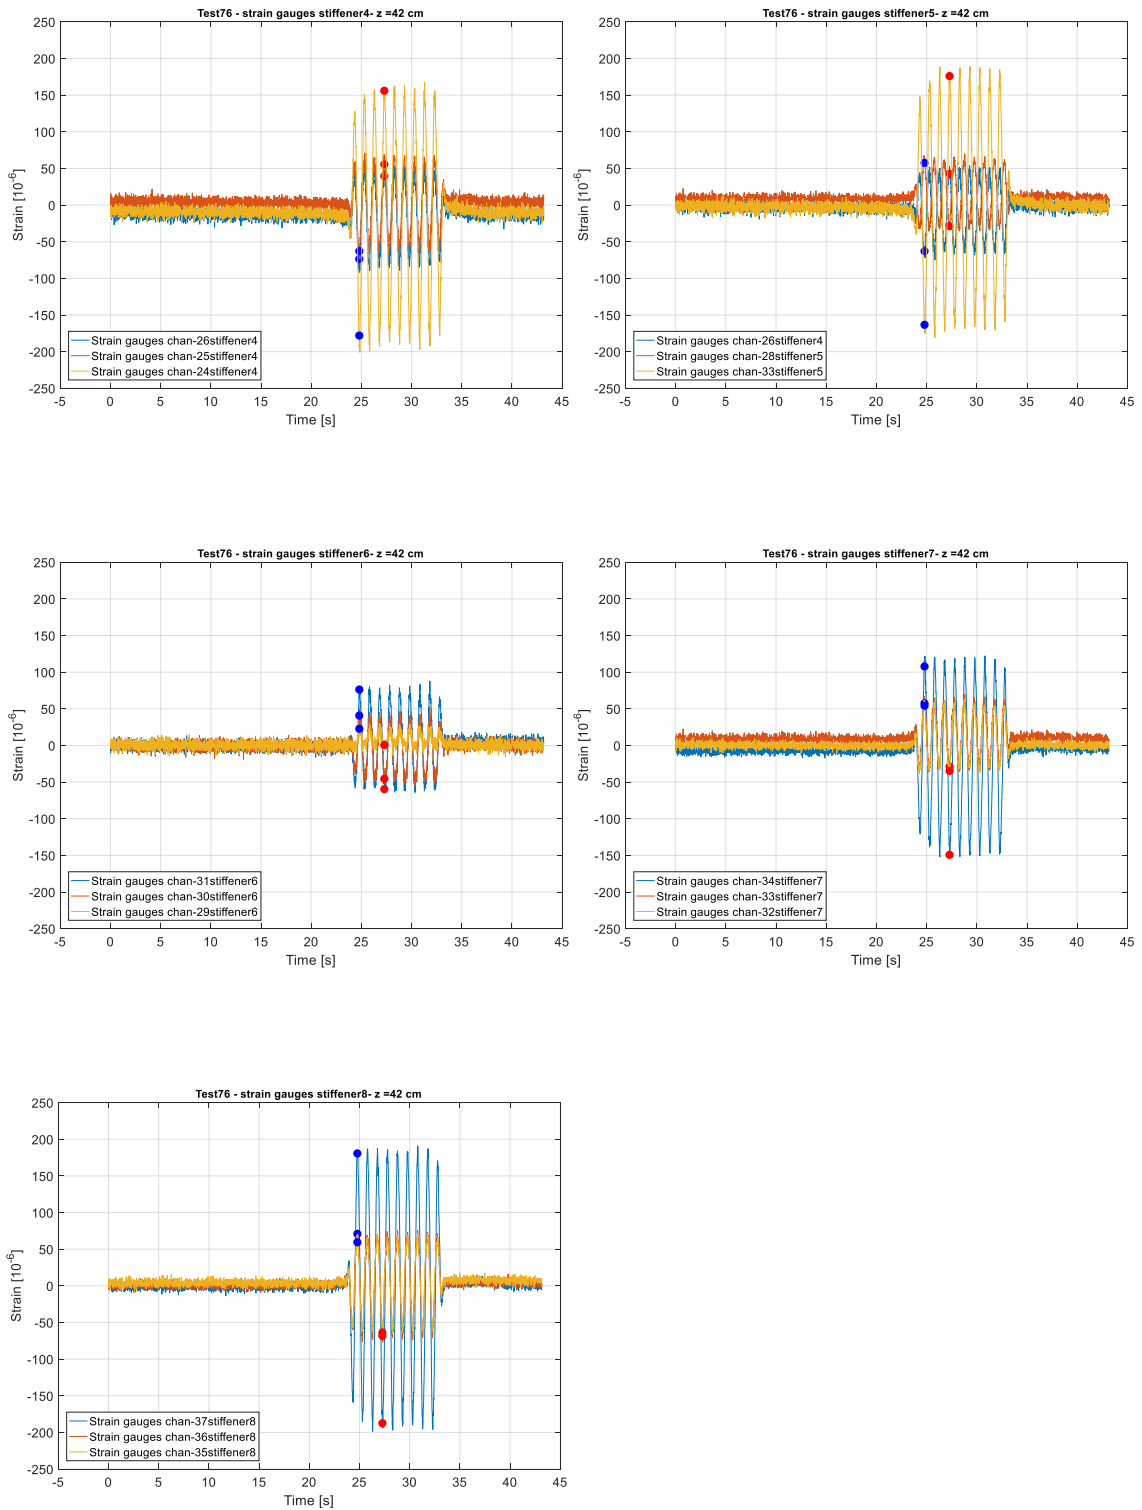 Test76 - strain gauges stiffener4- z =42 cm
250
200
150
100
50
0
-50
-100
-150
-200
-250
Strain [10-6]
Strain gauges chan-26stiffener4
Strain gauges chan-25stiffener4
Strain gauges chan-24stiffener4
-5 0 5 10 15 20 25 30 35 40 45
Time [s]
Test76 - strain gauges stiffener5- z =42 cm
250
200
150
100
50
0
-50
-100
-150
-200
-250
Strain [10-6]
Strain gauges chan-26stiffener4
Strain gauges chan-28stiffener5
Strain gauges chan-33stiffener5
-5 0 5 10 15 20 25 30 35 40 45
Time [s]
Test76 - strain gauges stiffener6- z =42 cm
250
200
150
100
50
0
-50
-100
-150
-200
-250
Strain [10-6]
Strain gauges chan-31stiffener6
Strain gauges chan-30stiffener6
Strain gauges chan-29stiffener6
-5 0 5 10 15 20 25 30 35 40 45
Time [s]
Test76 - strain gauges stiffener7- z =42 cm
250
200
150
100
50
0
-50
-100
-150
-200
-250
Strain [10-6]
Strain gauges chan-34stiffener7
Strain gauges chan-33stiffener7
Strain gauges chan-32stiffener7
-5 0 5 10 15 20 25 30 35 40 45
Time [s]
Test76 - strain gauges stiffener8- z =42 cm
250
200
150
100
50
0
-50
-100
-150
-200
-250
Strain [10-6]
Strain gauges chan-37stiffener8
Strain gauges chan-36stiffener8
Strain gauges chan-35stiffener8
-5 0 5 10 15 20 25 30 35 40 45
Time [s]